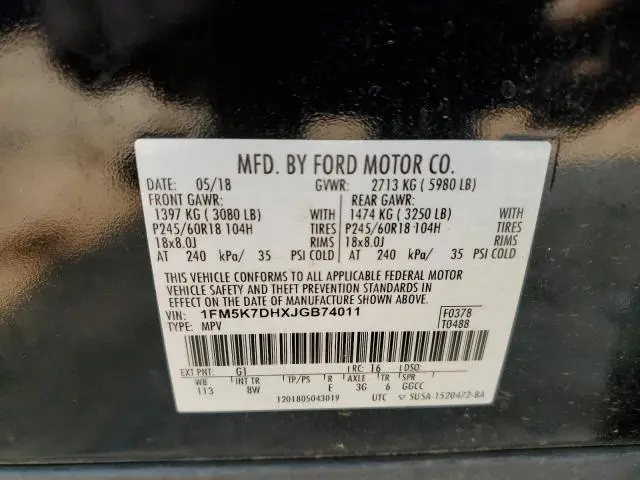 MFD. BY FORD MOTOR CO.
DATE: 05/18 GVWR: 2713 KG ( 5980 LB)
FRONT GAWR: REAR GAWR:
1397 KG ( 3080 LB) WITH 1474 KG ( 3250 LB) WITH
P245/60R18 104H TIRES P245/60R18 104H TIRES
18x8.0J RIMS 18x8.0J RIMS
AT 240 kPa/ 35 PSI COLD AT 240 kPa/ 35 PSI COLD
THIS VEHICLE CONFORMS TO ALL APPLICABLE FEDERAL MOTOR
VEHICLE SAFETY AND THEFT PREVENTION STANDARDS IN
EFFECT ON THE DATE OF MANUFACTURE SHOWN ABOVE.
VIN: 1FM5K7DHXJGB74011 F0378
TYPE: MPV T0488
EXT PNT: G1 RC: 16 DSO:
WB INT TR TP/PS R AXLE TR SPR
113 8W E 3G 6 GGCC
1201805043019 UTC SU5A-1520472-BA